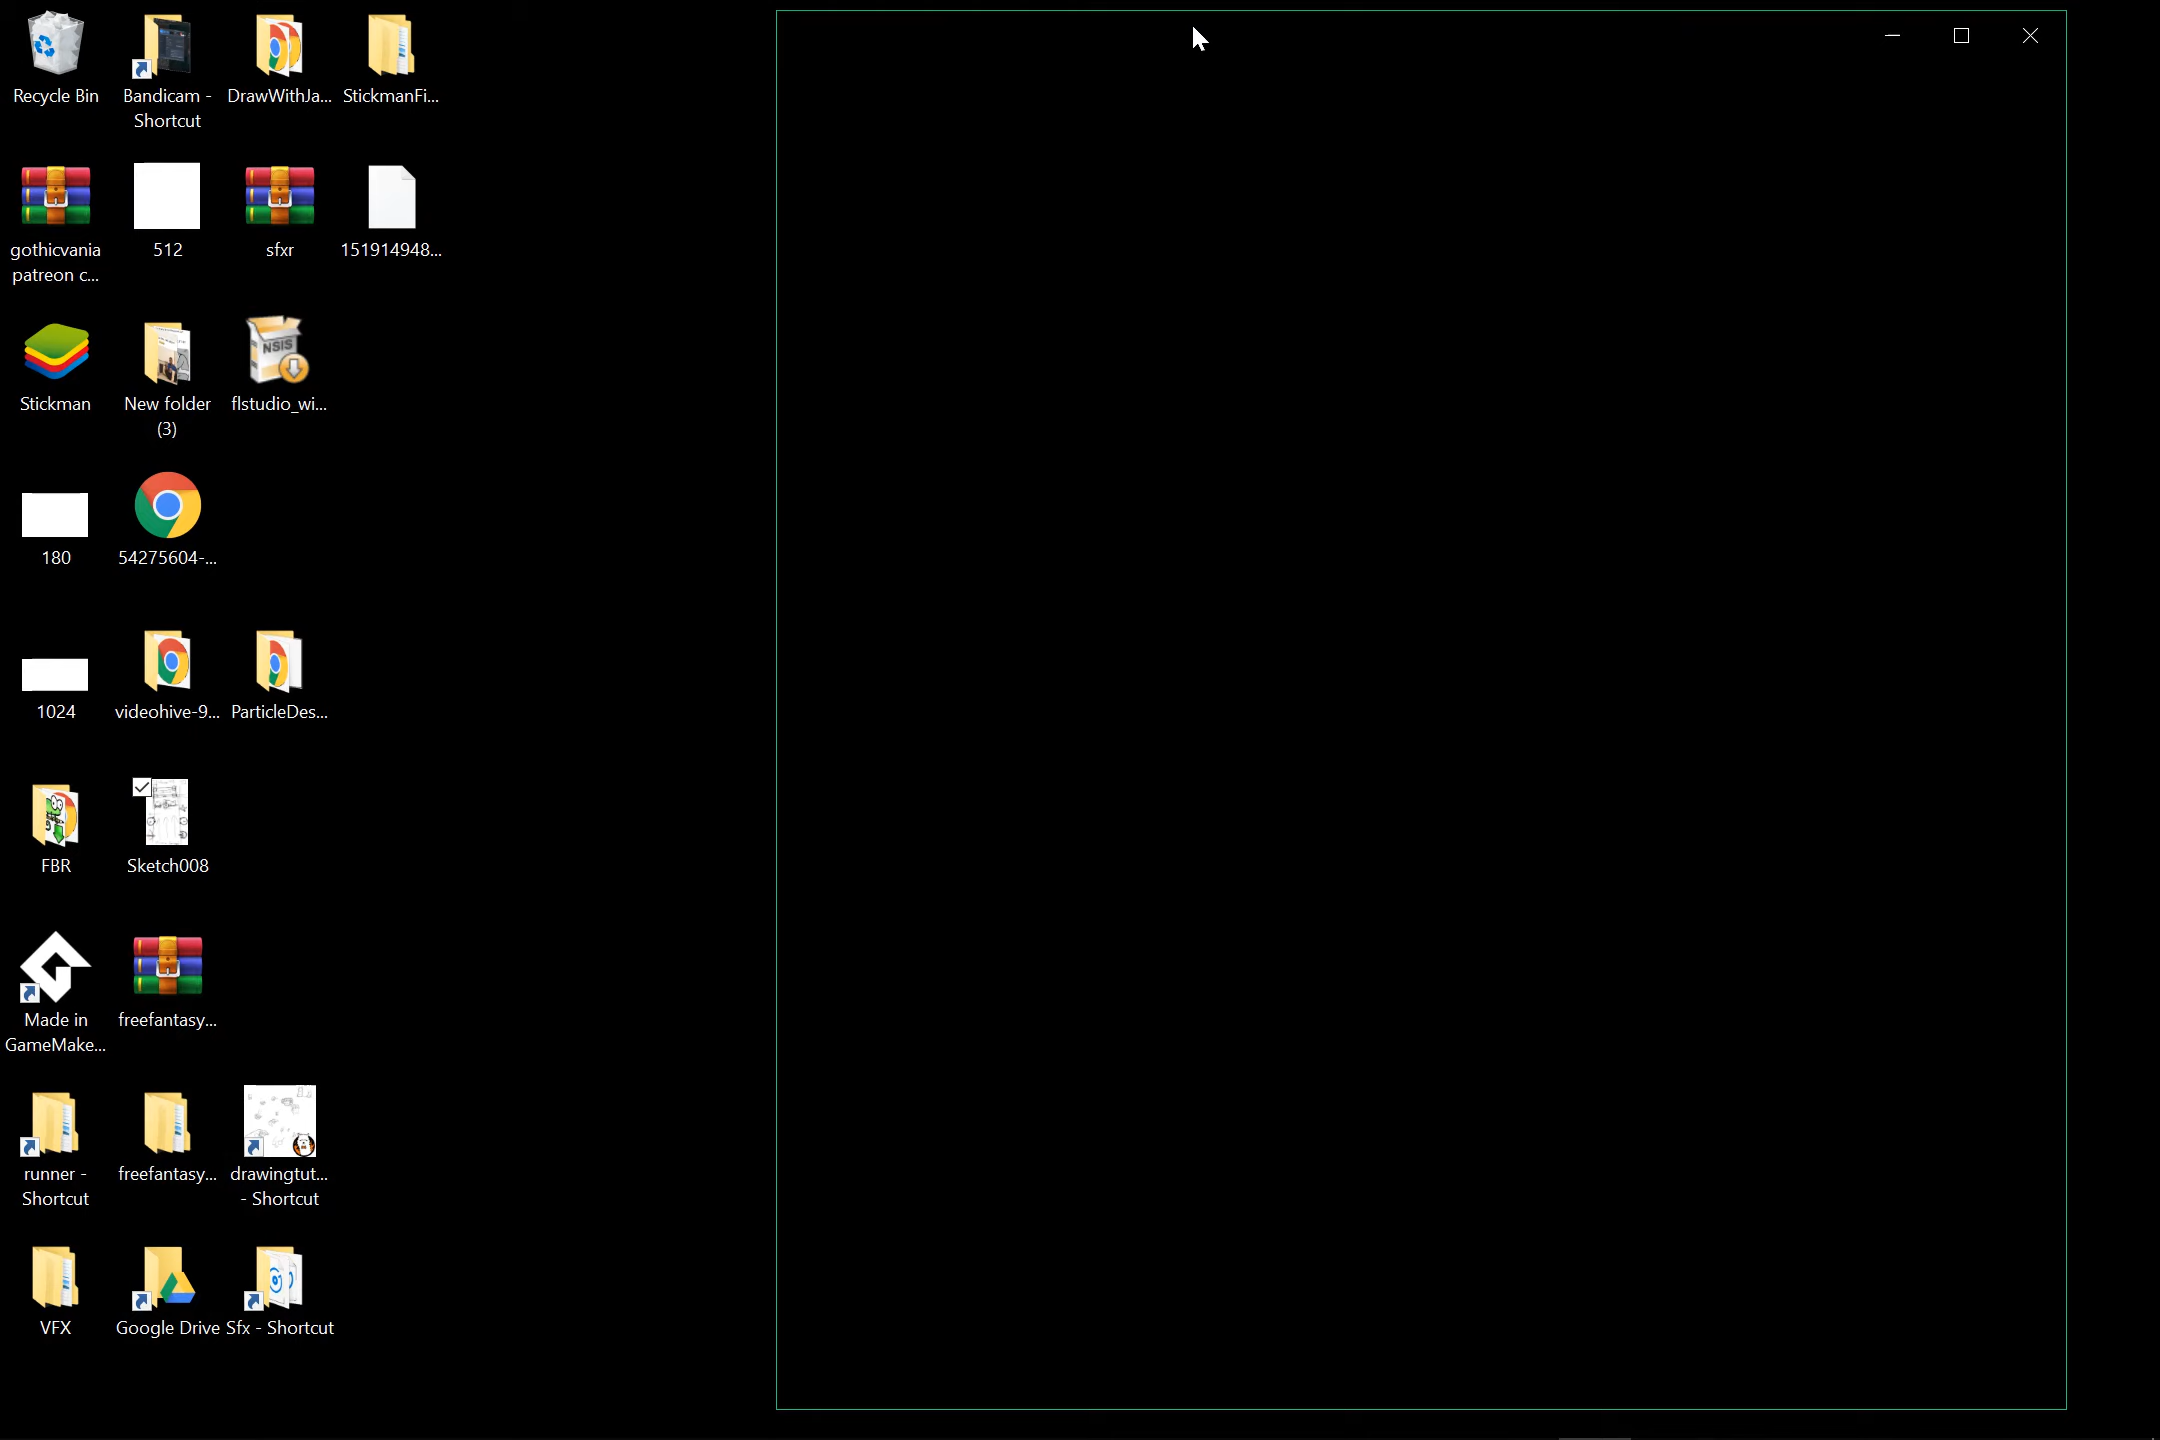 Recycle Bin
Bandicam -
Shortcut
DrawWithJa...
StickmanFi...
gothicvania
patreon c...
512
sfxr
151914948...
Stickman
New folder
(3)
NSIS
flstudio_wi...
180
54275604-...
1024
videohive-9...
ParticleDes...
FBR
Sketch008
Made in
GameMake...
freefantasy...
runner -
Shortcut
freefantasy...
drawingtut...
- Shortcut
VFX
Google Drive
Sfx - Shortcut